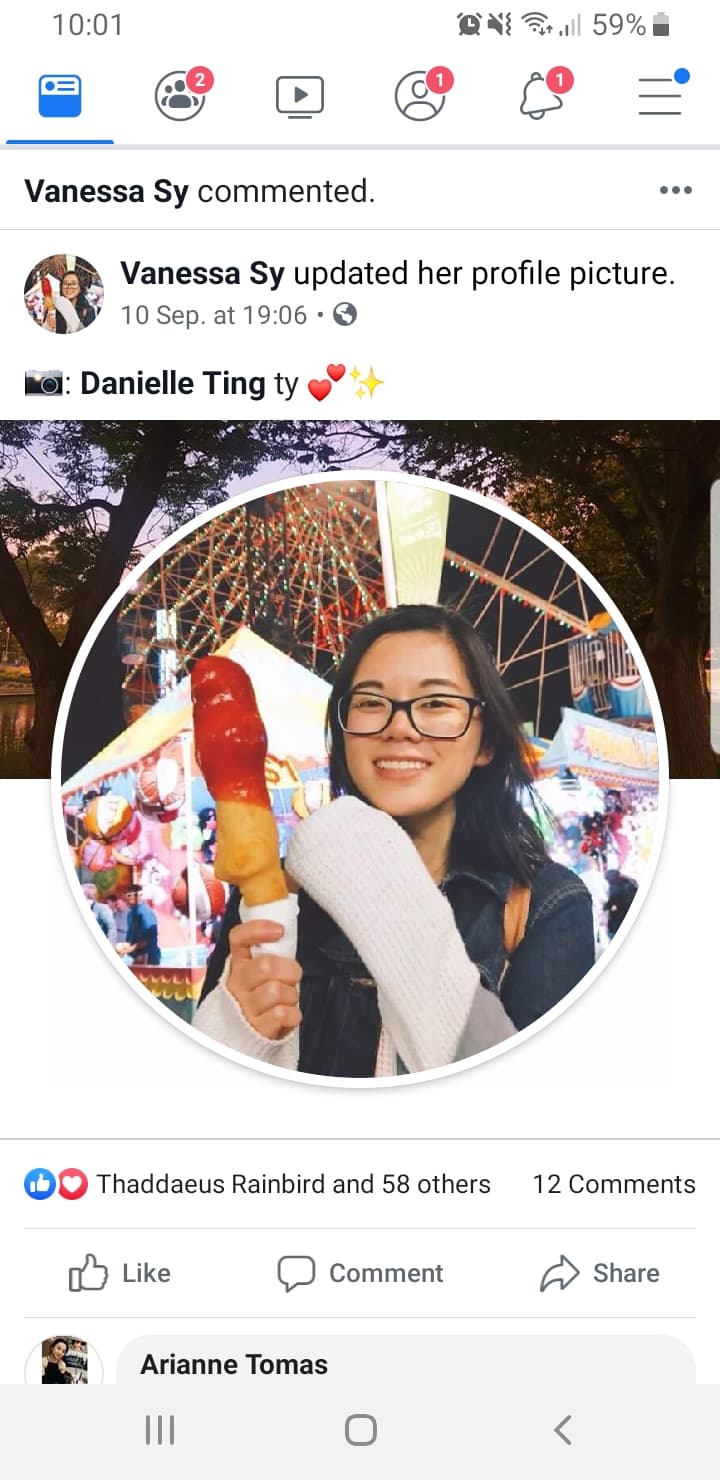 10:01
59%
2
1
1
Vanessa Sy commented.
Vanessa Sy updated her profile picture.
10 Sep. at 19:06 •
📷: Danielle Ting ty 💕✨
Thaddaeus Rainbird and 58 others 12 Comments
Like Comment Share
Arianne Tomas